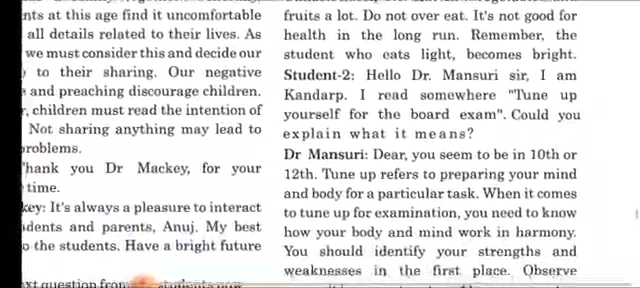 nts at this age find it uncomfortable
all details related to their lives. As
we must consider this and decide our
to their sharing. Our negative
and preaching discourage children.
, children must read the intention of
Not sharing anything may lead to
problems.
Thank you Dr Mackey, for your
time.
key: It's always a pleasure to interact
dents and parents, Anuj. My best
o the students. Have a bright future
xt question from students now
fruits a lot. Do not over eat. It's not good for
health in the long run. Remember, the
student who eats light, becomes bright.
Student-2: Hello Dr. Mansuri sir, I am
Kandarp. I read somewhere "Tune up
yourself for the board exam". Could you
explain what it means?
Dr Mansuri: Dear, you seem to be in 10th or
12th. Tune up refers to preparing your mind
and body for a particular task. When it comes
to tune up for examination, you need to know
how your body and mind work in harmony.
You should identify your strengths and
weaknesses in the first place. Observe